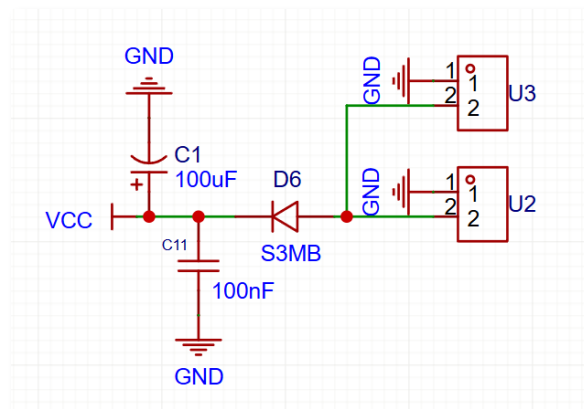 GND
C1
100uF
+
VCC
C11
100nF
GND
D6
S3MB
GND
1
2
1
2
U3
GND
1
2
1
2
U2